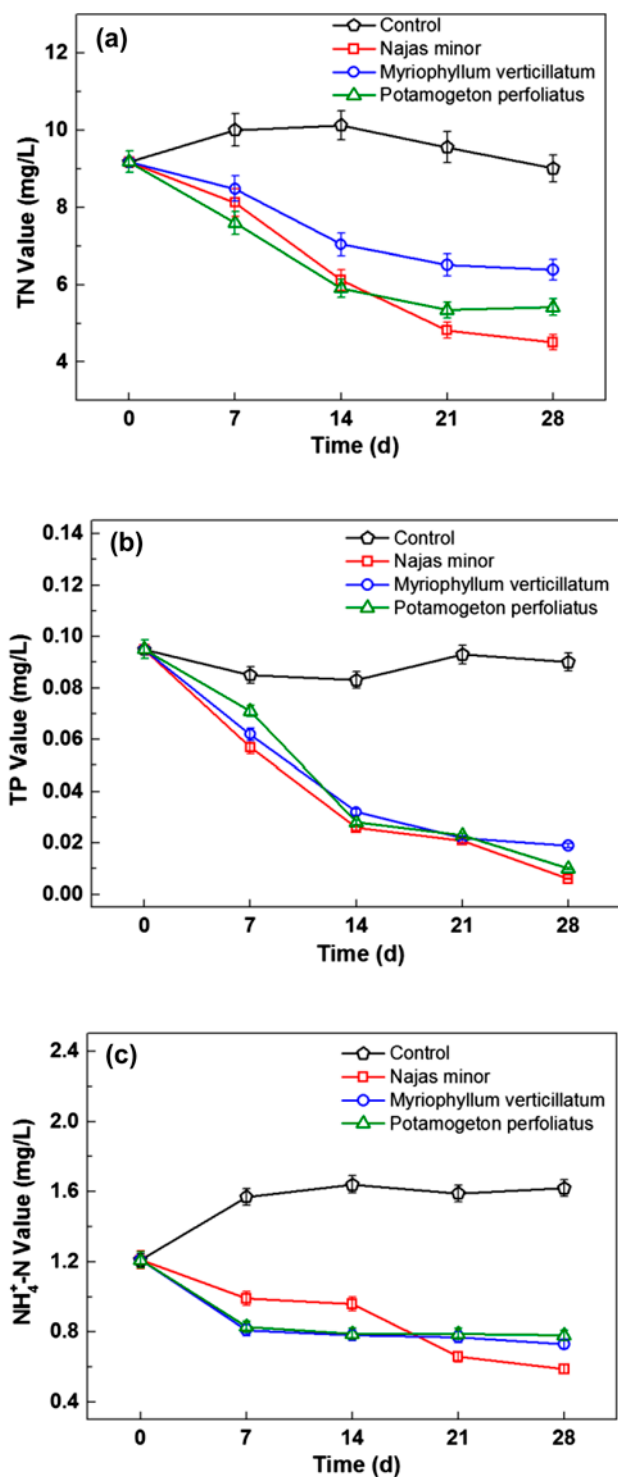 (a)
Control
Najas minor
Myriophyllum verticillatum
Potamogeton perfoliatus
TN Value (mg/L)
12
10
8
6
4
0 7 14 21 28
Time (d)
(b)
Control
Najas minor
Myriophyllum verticillatum
Potamogeton perfoliatus
TP Value (mg/L)
0.14
0.12
0.10
0.08
0.06
0.04
0.02
0.00
0 7 14 21 28
Time (d)
(c)
Control
Najas minor
Myriophyllum verticillatum
Potamogeton perfoliatus
NH₄⁺-N Value (mg/L)
2.4
2.0
1.6
1.2
0.8
0.4
0 7 14 21 28
Time (d)